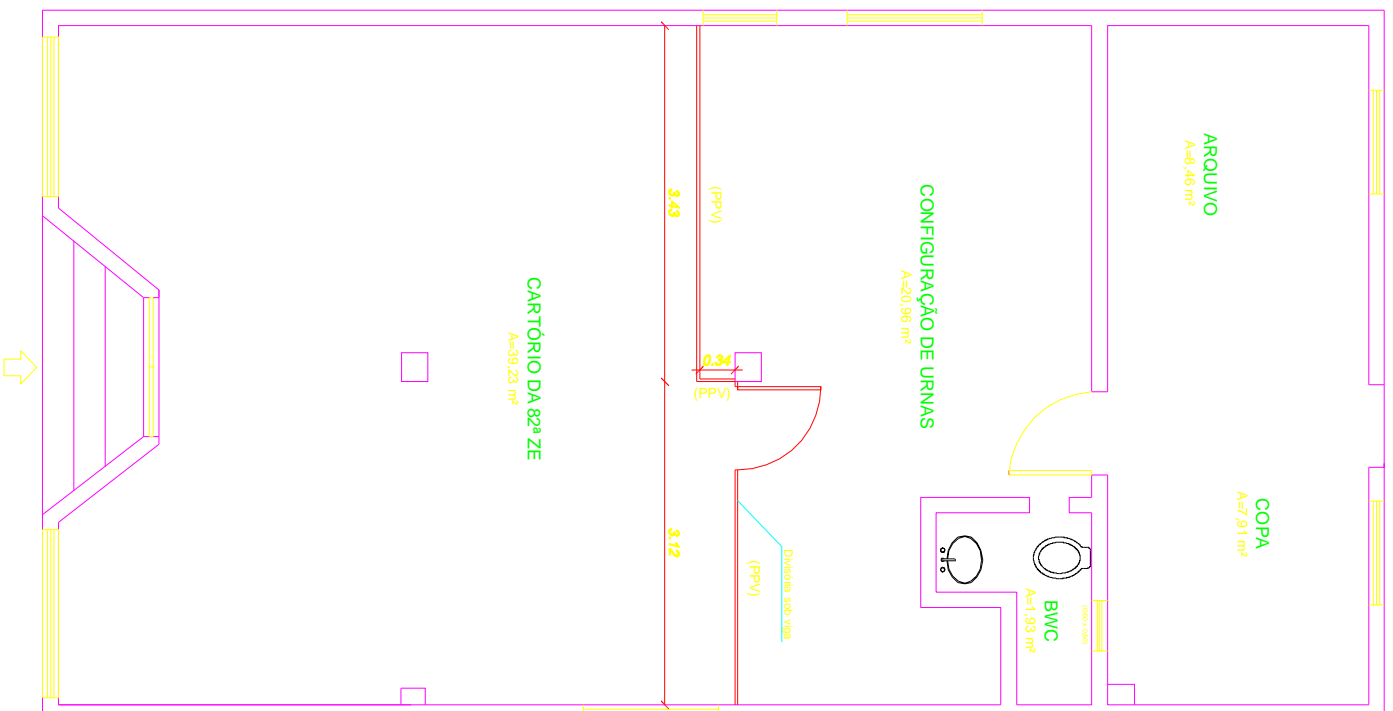 CARTÓRIO DA 82ª ZE
A=39,23 m²
3.43
3.12
(PPV)
0.34
(PPV)
(PPV)
Divisória sob viga
CONFIGURAÇÃO DE URNAS
A=20,96 m²
BWC
A=1,93 m²
ARQUIVO
A=8,46 m²
COPA
A=7,91 m²